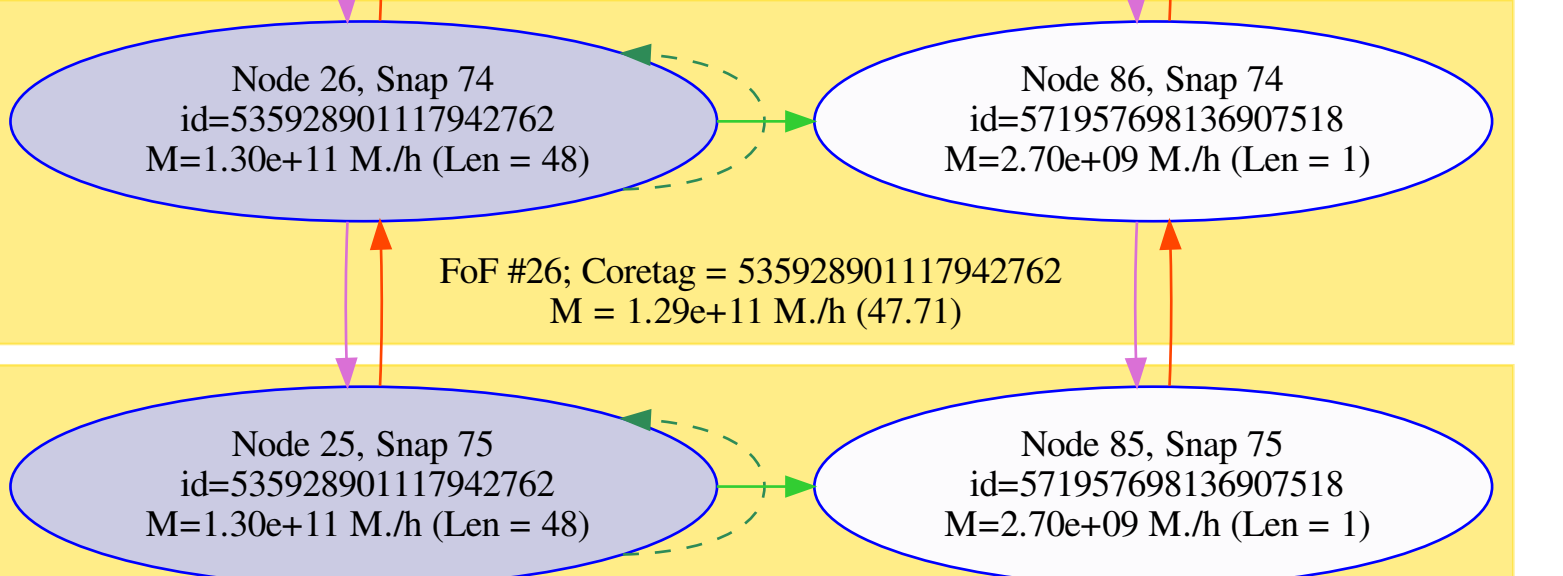 Node 26, Snap 74
id=535928901117942762
M=1.30e+11 M./h (Len = 48)
Node 86, Snap 74
id=571957698136907518
M=2.70e+09 M./h (Len = 1)
FoF #26; Coretag = 535928901117942762
M = 1.29e+11 M./h (47.71)
Node 25, Snap 75
id=535928901117942762
M=1.30e+11 M./h (Len = 48)
Node 85, Snap 75
id=571957698136907518
M=2.70e+09 M./h (Len = 1)